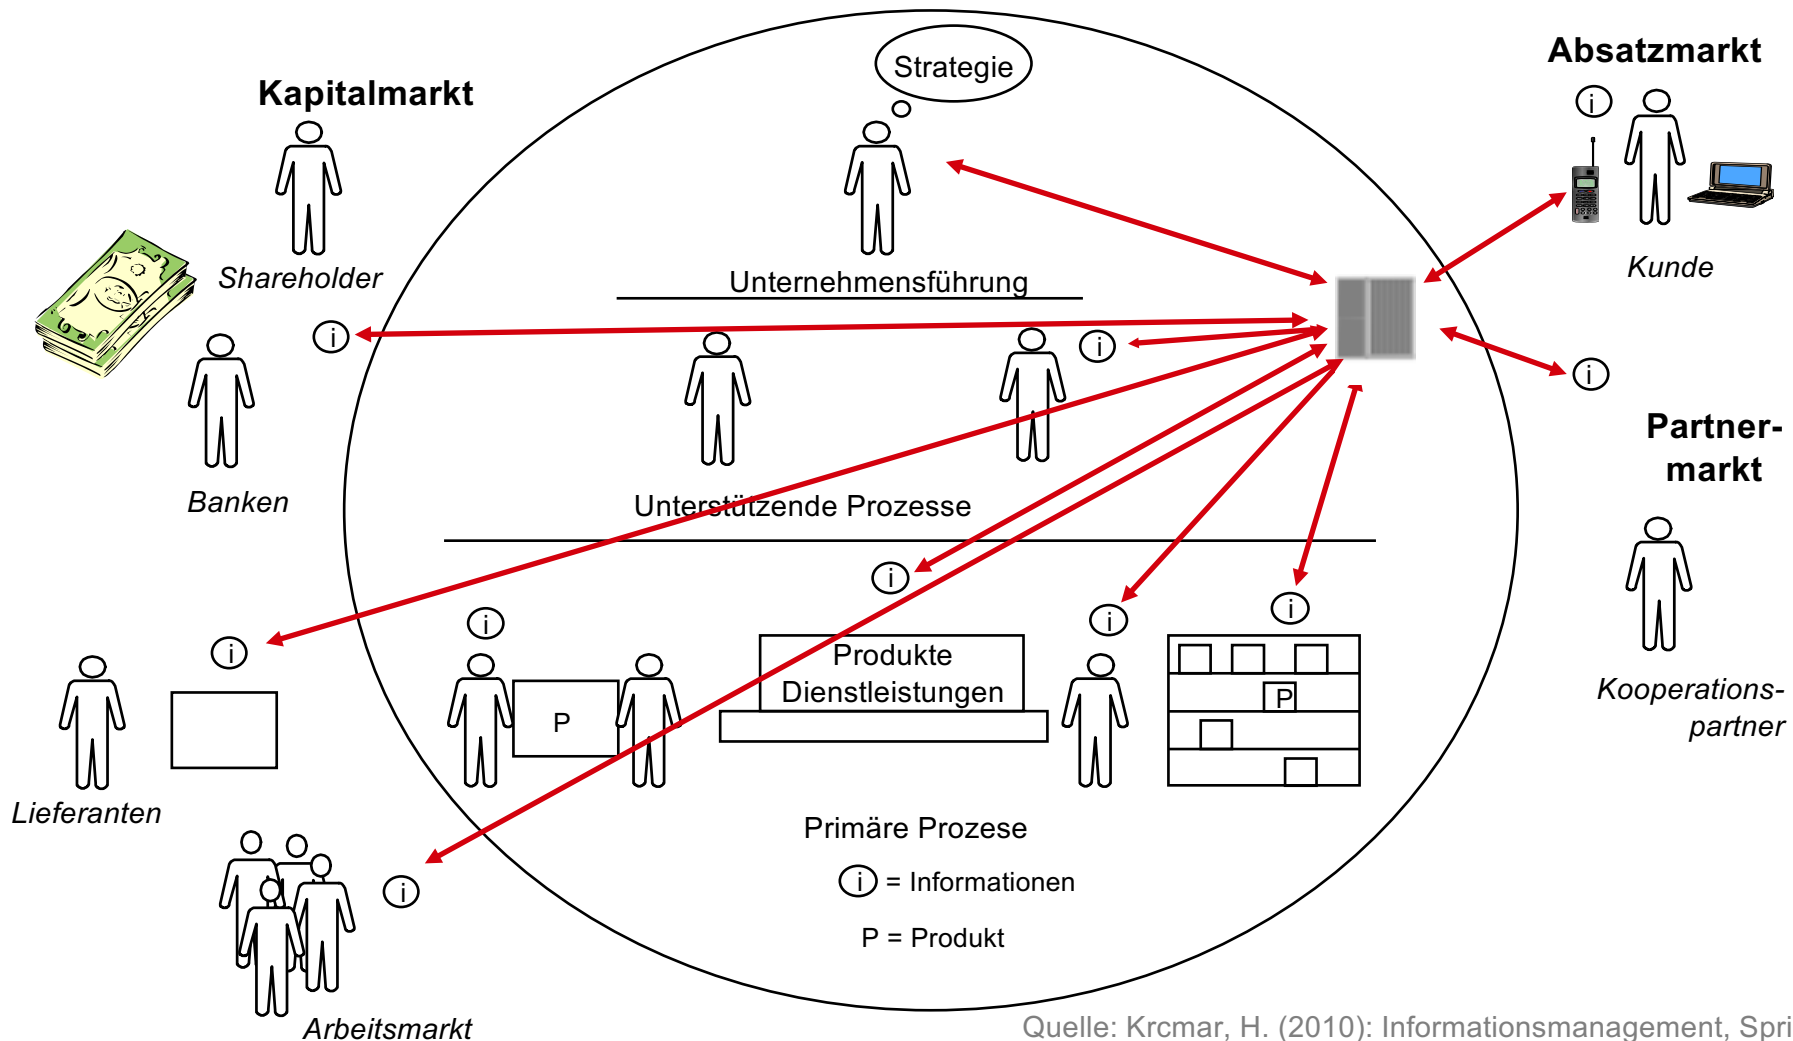 Strategie
Absatzmarkt
Kapitalmarkt
i
Shareholder
Unternehmensführung
Kunde
i
i
i
Partner-
markt
Banken
Unterstützende Prozesse
i
i
i
i
i
Produkte
Dienstleistungen
P
P
Kooperations-
partner
Lieferanten
Primäre Prozese
i = Informationen
i
P = Produkt
Arbeitsmarkt
Quelle: Krcmar, H. (2010): Informationsmanagement, Spri